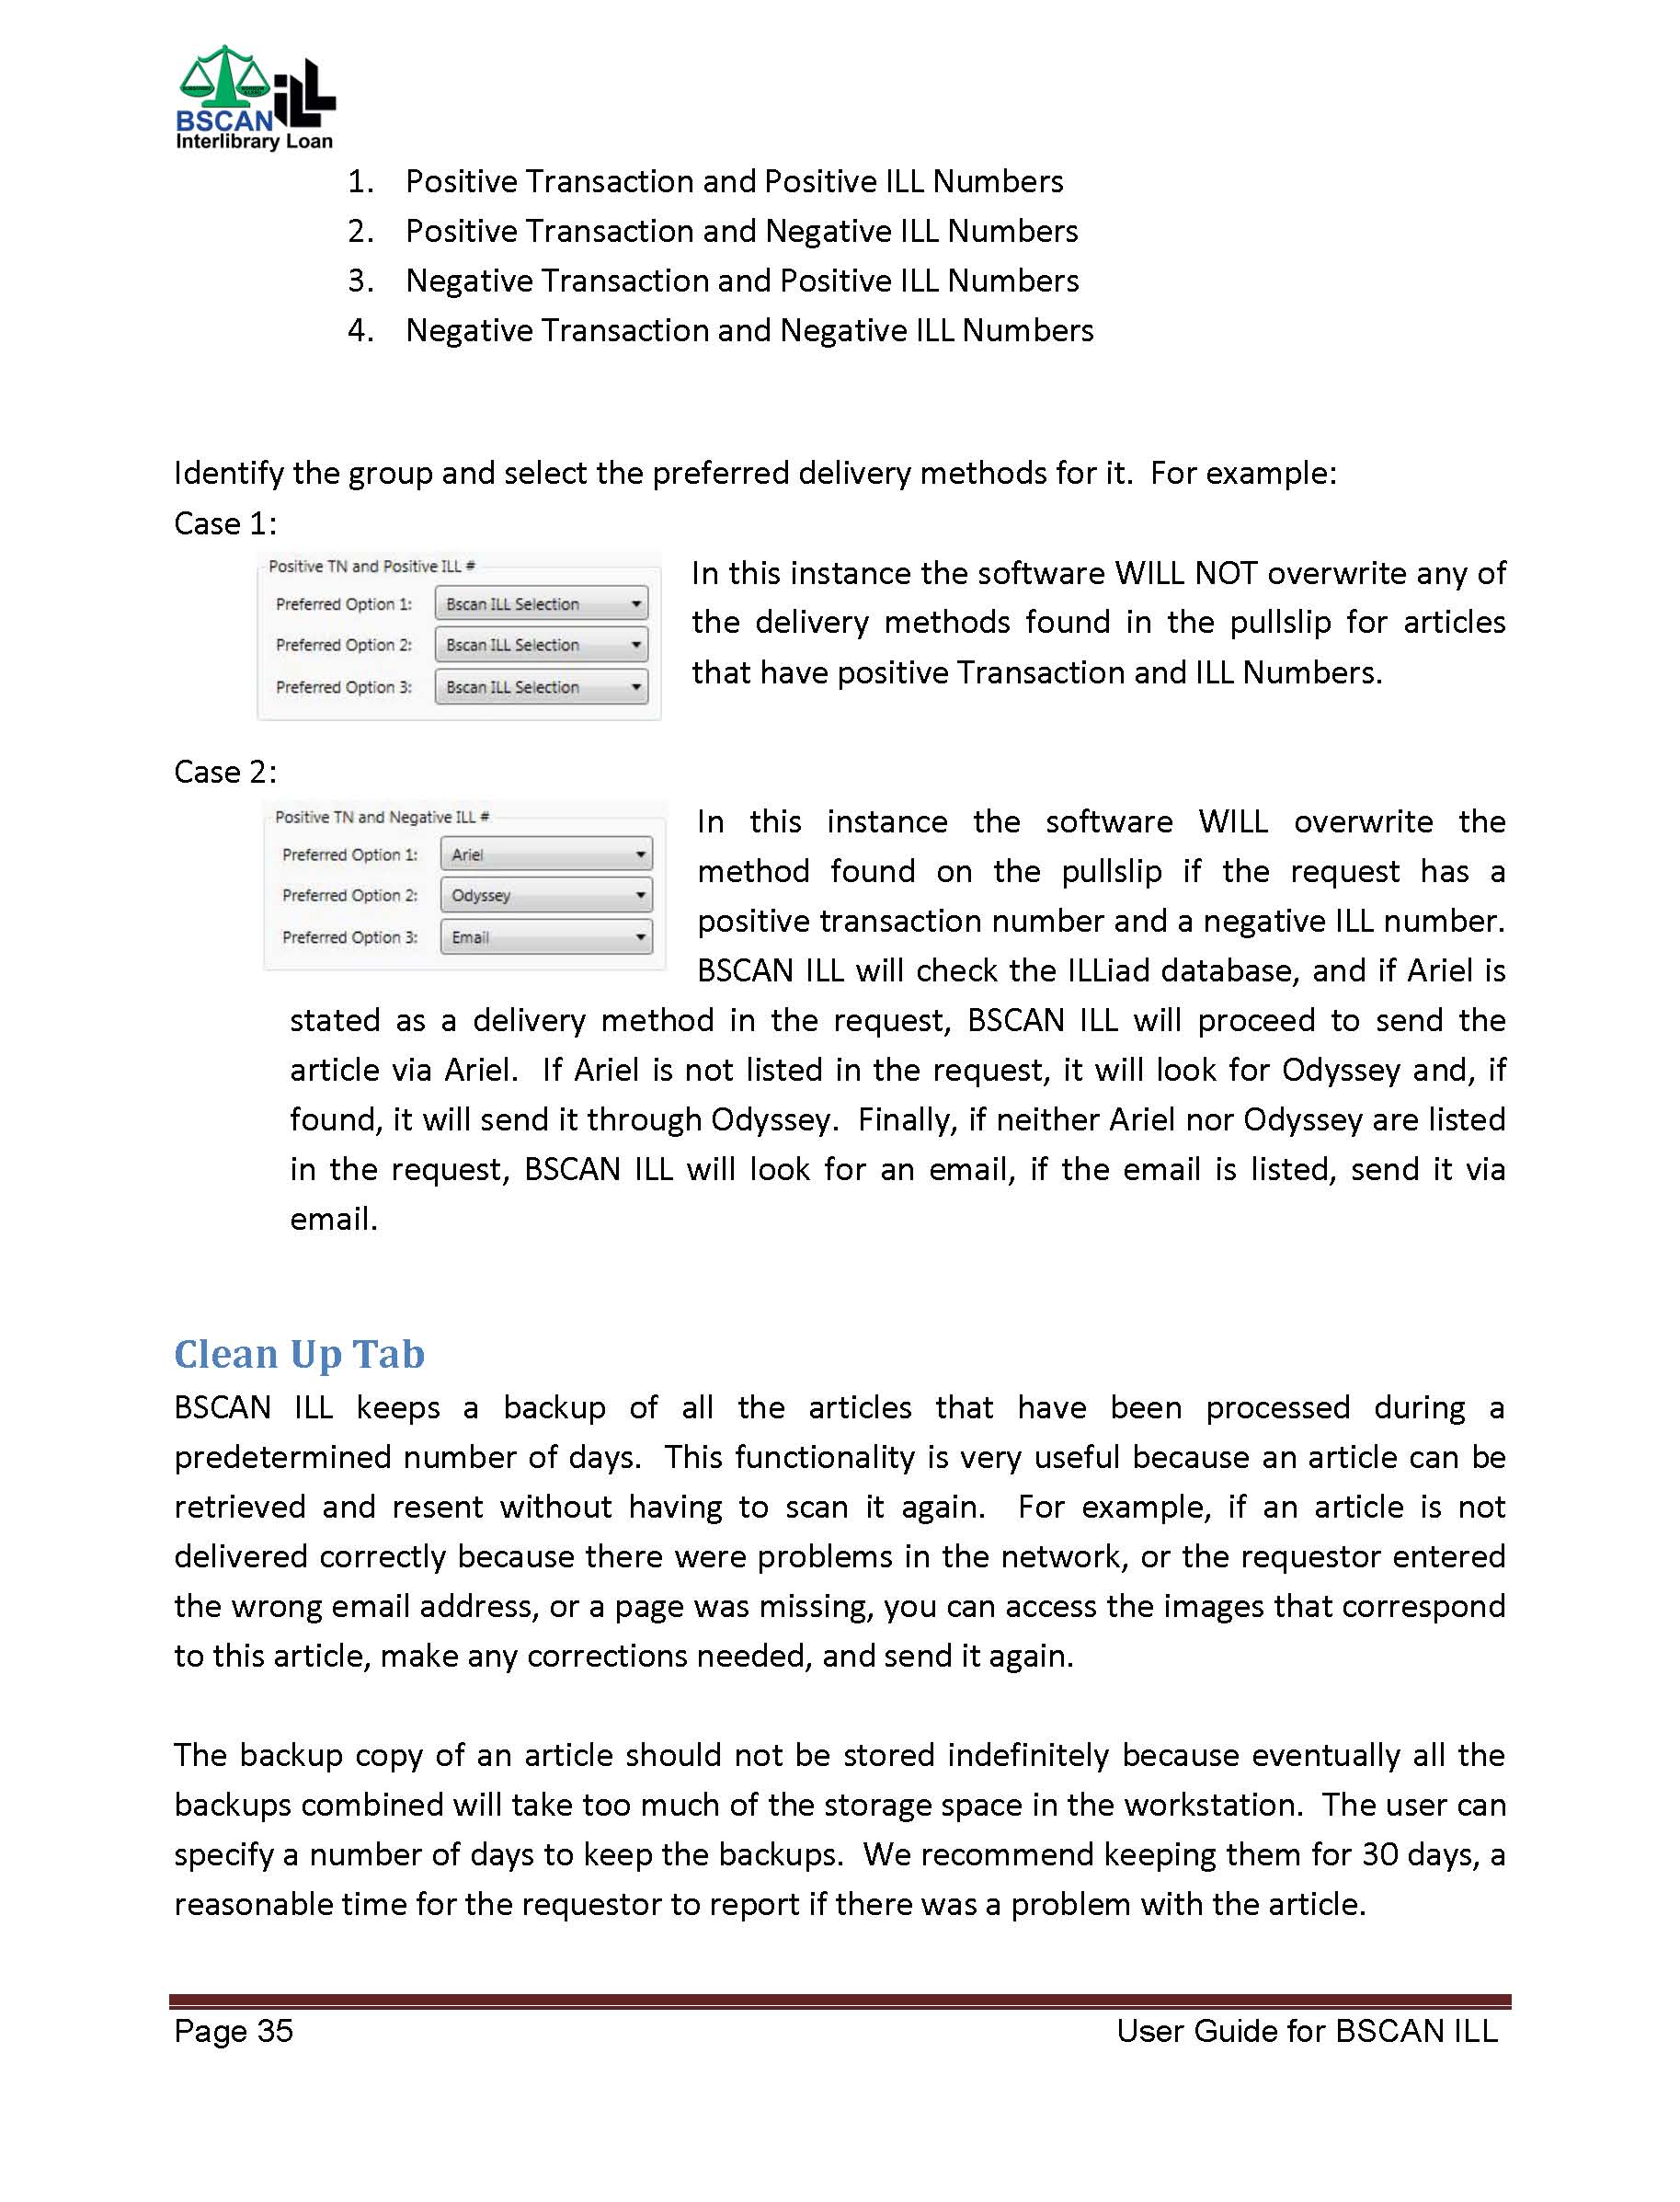 BSCAN ILL
Interlibrary Loan
1. Positive Transaction and Positive ILL Numbers
2. Positive Transaction and Negative ILL Numbers
3. Negative Transaction and Positive ILL Numbers
4. Negative Transaction and Negative ILL Numbers
Identify the group and select the preferred delivery methods for it. For example:
Case 1:
Positive TN and Positive ILL #
Preferred Option 1: Bscan ILL Selection
Preferred Option 2: Bscan ILL Selection
Preferred Option 3: Bscan ILL Selection
In this instance the software WILL NOT overwrite any of
the delivery methods found in the pullslip for articles
that have positive Transaction and ILL Numbers.
Case 2:
Positive TN and Negative ILL #
Preferred Option 1: Ariel
Preferred Option 2: Odyssey
Preferred Option 3: Email
In this instance the software WILL overwrite the
method found on the pullslip if the request has a
positive transaction number and a negative ILL number.
BSCAN ILL will check the ILLiad database, and if Ariel is
stated as a delivery method in the request, BSCAN ILL will proceed to send the
article via Ariel. If Ariel is not listed in the request, it will look for Odyssey and, if
found, it will send it through Odyssey. Finally, if neither Ariel nor Odyssey are listed
in the request, BSCAN ILL will look for an email, if the email is listed, send it via
email.
Clean Up Tab
BSCAN ILL keeps a backup of all the articles that have been processed during a
predetermined number of days. This functionality is very useful because an article can be
retrieved and resent without having to scan it again. For example, if an article is not
delivered correctly because there were problems in the network, or the requestor entered
the wrong email address, or a page was missing, you can access the images that correspond
to this article, make any corrections needed, and send it again.
The backup copy of an article should not be stored indefinitely because eventually all the
backups combined will take too much of the storage space in the workstation. The user can
specify a number of days to keep the backups. We recommend keeping them for 30 days, a
reasonable time for the requestor to report if there was a problem with the article.
Page 35 User Guide for BSCAN ILL